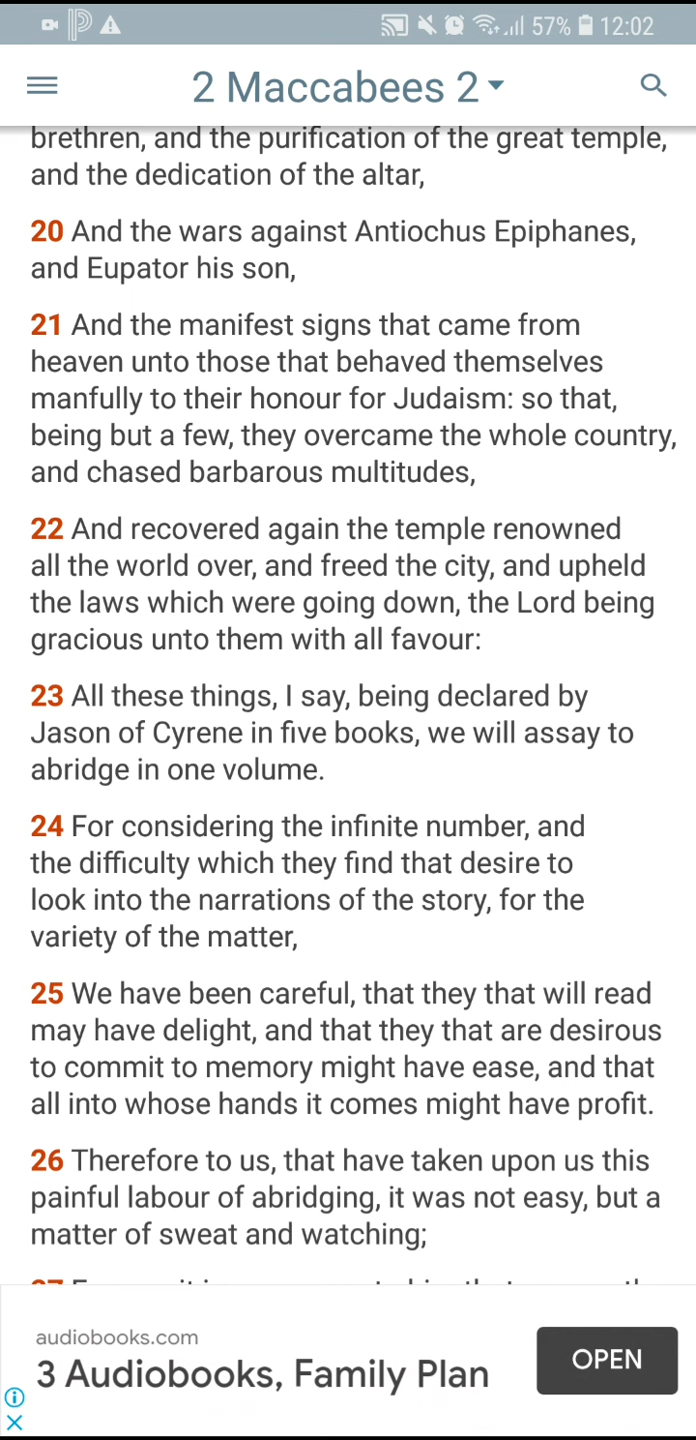 57% 12:02
2 Maccabees 2
brethren, and the purification of the great temple,
and the dedication of the altar,
20 And the wars against Antiochus Epiphanes,
and Eupator his son,
21 And the manifest signs that came from
heaven unto those that behaved themselves
manfully to their honour for Judaism: so that,
being but a few, they overcame the whole country,
and chased barbarous multitudes,
22 And recovered again the temple renowned
all the world over, and freed the city, and upheld
the laws which were going down, the Lord being
gracious unto them with all favour:
23 All these things, I say, being declared by
Jason of Cyrene in five books, we will assay to
abridge in one volume.
24 For considering the infinite number, and
the difficulty which they find that desire to
look into the narrations of the story, for the
variety of the matter,
25 We have been careful, that they that will read
may have delight, and that they that are desirous
to commit to memory might have ease, and that
all into whose hands it comes might have profit.
26 Therefore to us, that have taken upon us this
painful labour of abridging, it was not easy, but a
matter of sweat and watching;
audiobooks.com
3 Audiobooks, Family Plan
OPEN